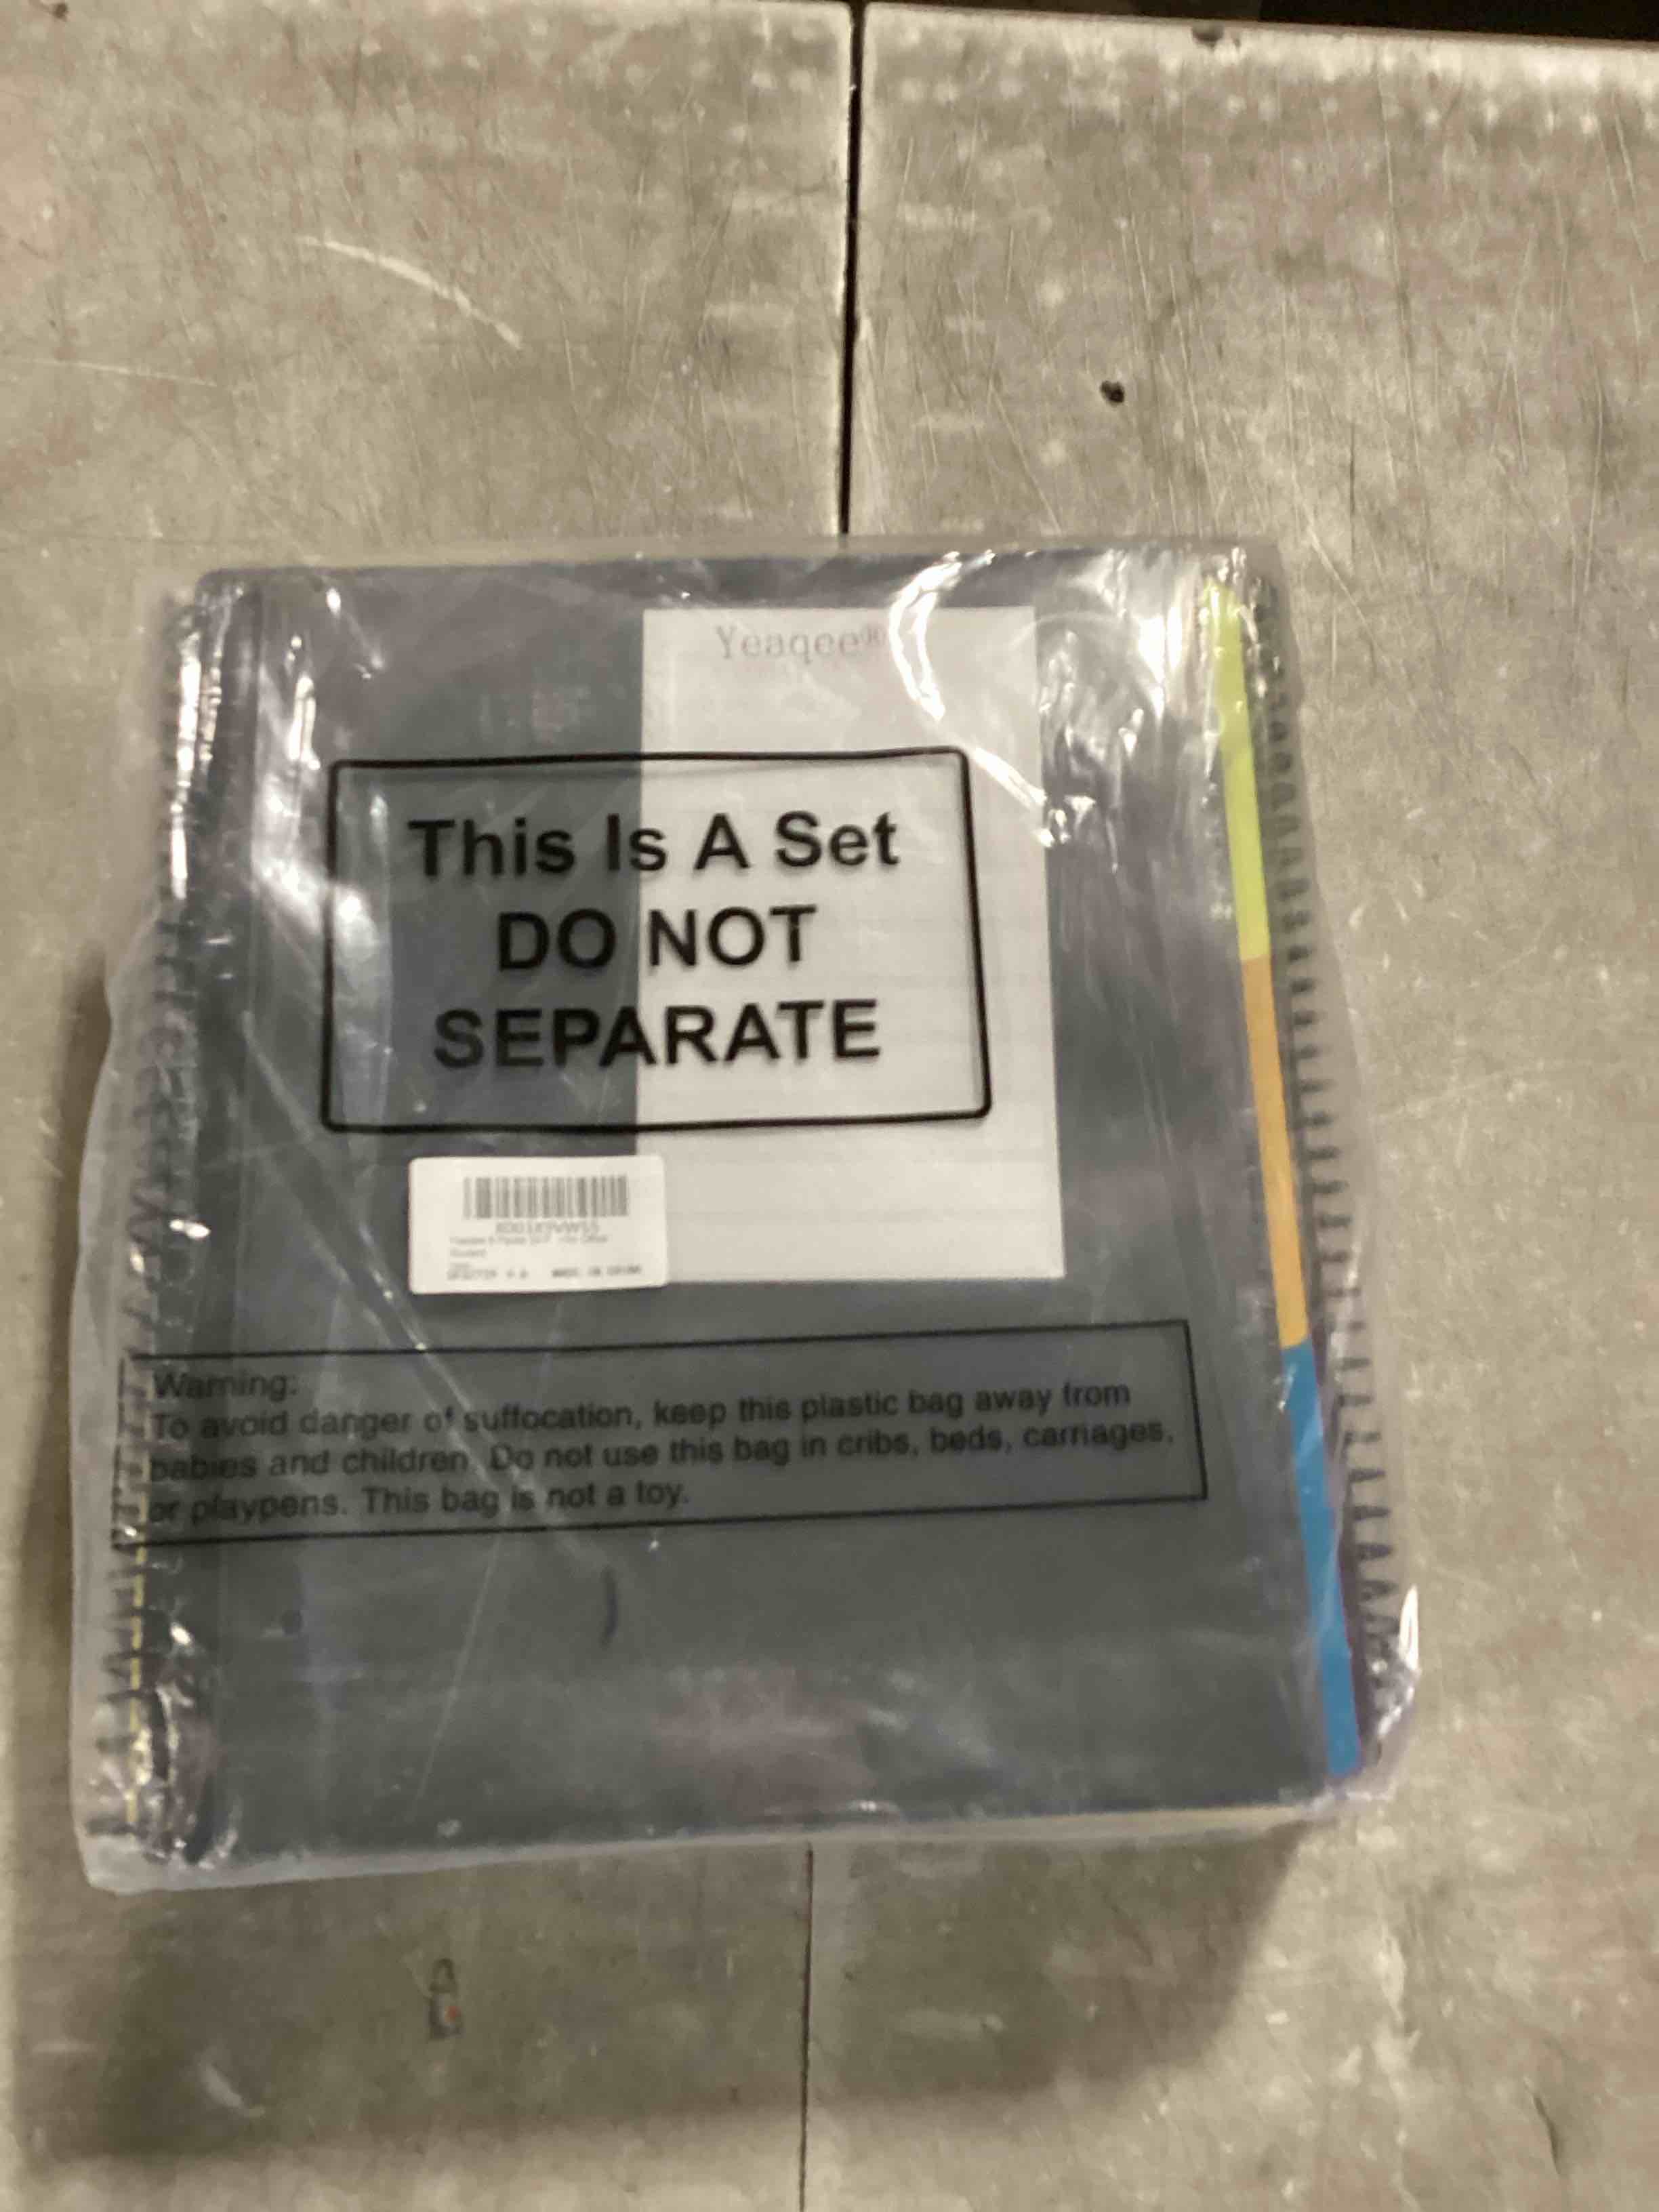 Yeaqee
This Is A Set
DO NOT
SEPARATE
Warning:
To avoid danger of suffocation, keep this plastic bag away from
babies and children. Do not use this bag in cribs, beds, carriages,
or playpens. This bag is not a toy.